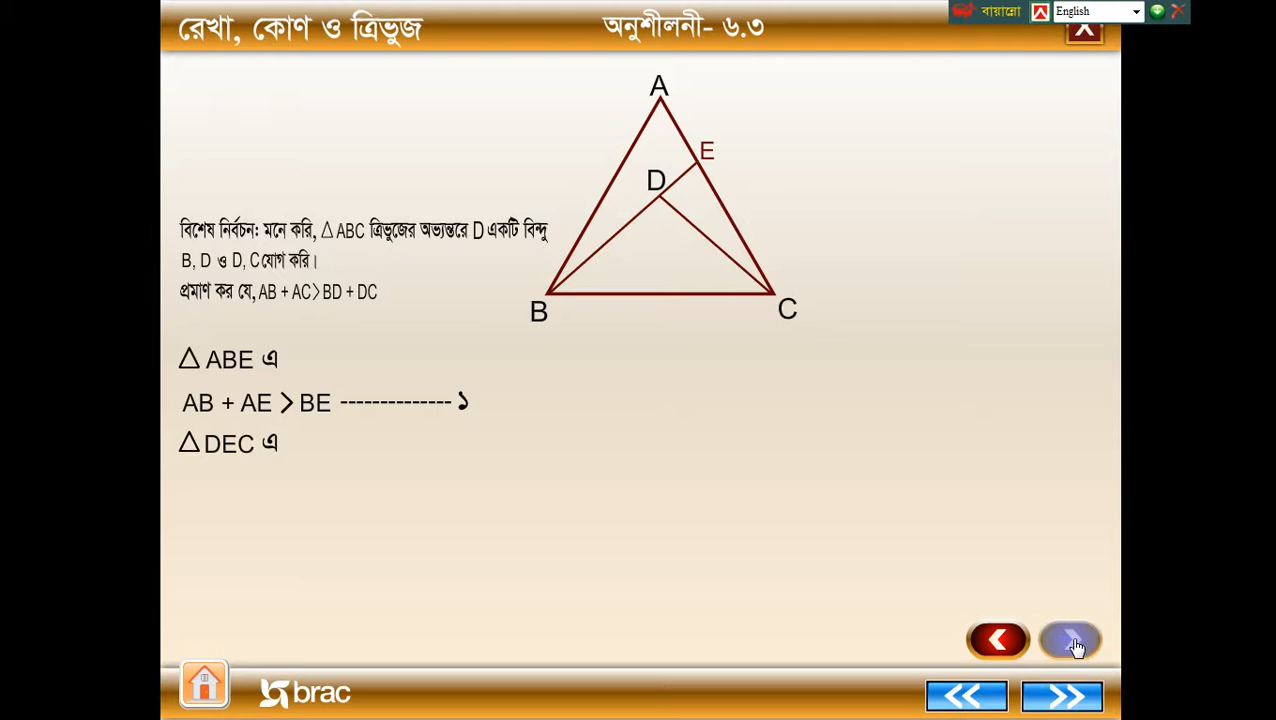 বায়ান্নো
English
রেখা, কোণ ও ত্রিভুজ
অনুশীলনী- ৬.৩
A
E
D
B
C
বিশেষ নির্বচন: মনে করি, △ ABC ত্রিভুজের অভ্যন্তরে D একটি বিন্দু
B, D ও D, C যোগ করি।
প্রমাণ কর যে, AB + AC > BD + DC
△ ABE এ
AB + AE > BE -------------- ১
△ DEC এ
brac